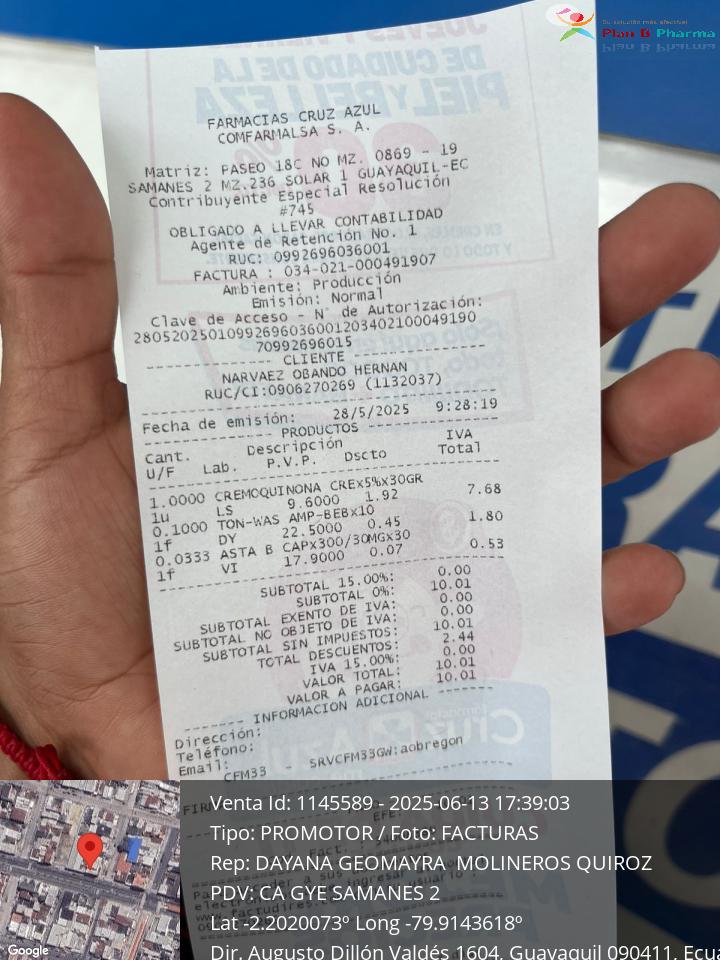 Su solución más efectiva!
Plan B Pharma
FARMACIAS CRUZ AZUL
COMFARMALSA S. A.
Matriz: PASEO 18C NO MZ. 0869 - 19
SAMANES 2 MZ.236 SOLAR 1 GUAYAQUIL-EC
Contribuyente Especial Resolución
#745
OBLIGADO A LLEVAR CONTABILIDAD
Agente de Retención No. 1
RUC: 0992696036001
FACTURA : 034-021-000491907
Ambiente: Producción
Emisión: Normal
Clave de Acceso - N° de Autorización:
28052025010992696036001203402100049190
70992696015
CLIENTE
NARVAEZ OBANDO HERNAN
RUC/CI:0906270269 (1132037)
Fecha de emisión: 28/5/2025 9:28:19
PRODUCTOS
Cant. Descripción IVA
U/F Lab. P.V.P. Dscto Total
1.0000 CREMOQUINONA CREx5%x30GR
1u LS 9.6000 1.92 7.68
0.1000 TON-WAS AMP-BEBx10
1f DY 22.5000 0.45 1.80
0.0333 ASTA B CAPx300/30MGx30
1f VI 17.9000 0.07 0.53
SUBTOTAL 15.00%: 0.00
SUBTOTAL 0%: 10.01
SUBTOTAL EXENTO DE IVA: 0.00
SUBTOTAL NO OBJETO DE IVA: 0.00
SUBTOTAL SIN IMPUESTOS: 10.01
TOTAL DESCUENTOS: 2.44
IVA 15.00%: 0.00
VALOR TOTAL: 10.01
VALOR A PAGAR: 10.01
INFORMACION ADICIONAL
Dirección:
Teléfono:
Email:
CFM33 - SRVCFM33GW:aobregon
Venta Id: 1145589 - 2025-06-13 17:39:03
Tipo: PROMOTOR / Foto: FACTURAS
Rep: DAYANA GEOMAYRA MOLINEROS QUIROZ
PDV: CA GYE SAMANES 2
Lat -2.2020073º Long -79.9143618º
Dir. Augusto Dillón Valdés 1604, Guayaquil 090411, Ecua
Google